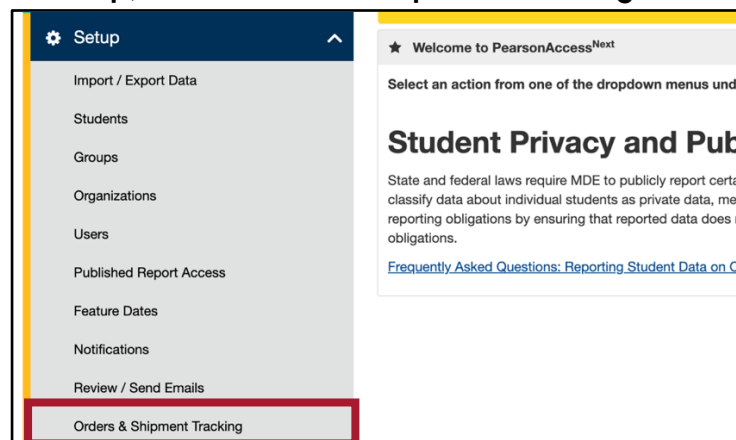 Setup
Import / Export Data
Students
Groups
Organizations
Users
Published Report Access
Feature Dates
Notifications
Review / Send Emails
Orders & Shipment Tracking
Welcome to PearsonAccessNext
Select an action from one of the dropdown menus und
Student Privacy and Pub
State and federal laws require MDE to publicly report certa
classify data about individual students as private data, me
reporting obligations by ensuring that reported data does
obligations.
Frequently Asked Questions: Reporting Student Data on